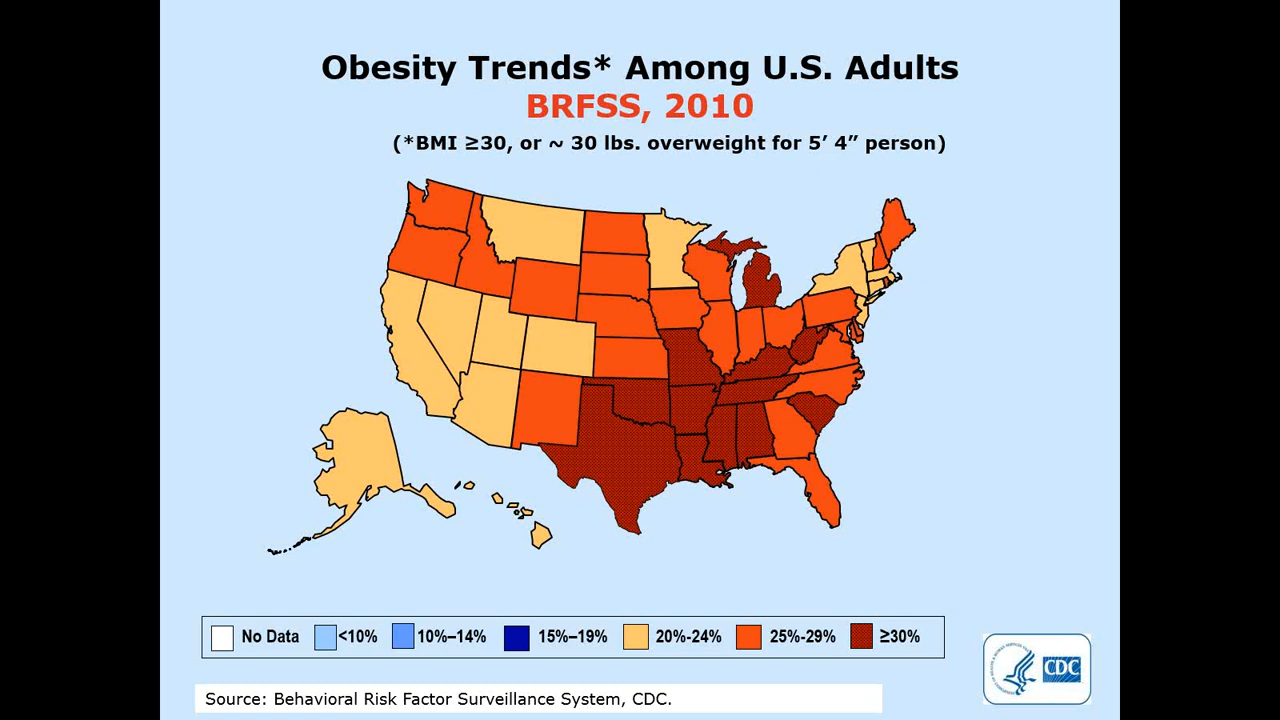 Obesity Trends* Among U.S. Adults
BRFSS, 2010
(*BMI ≥30, or ~ 30 lbs. overweight for 5’ 4” person)
No Data <10% 10%–14% 15%–19% 20%-24% 25%-29% ≥30%
CDC
Source: Behavioral Risk Factor Surveillance System, CDC.